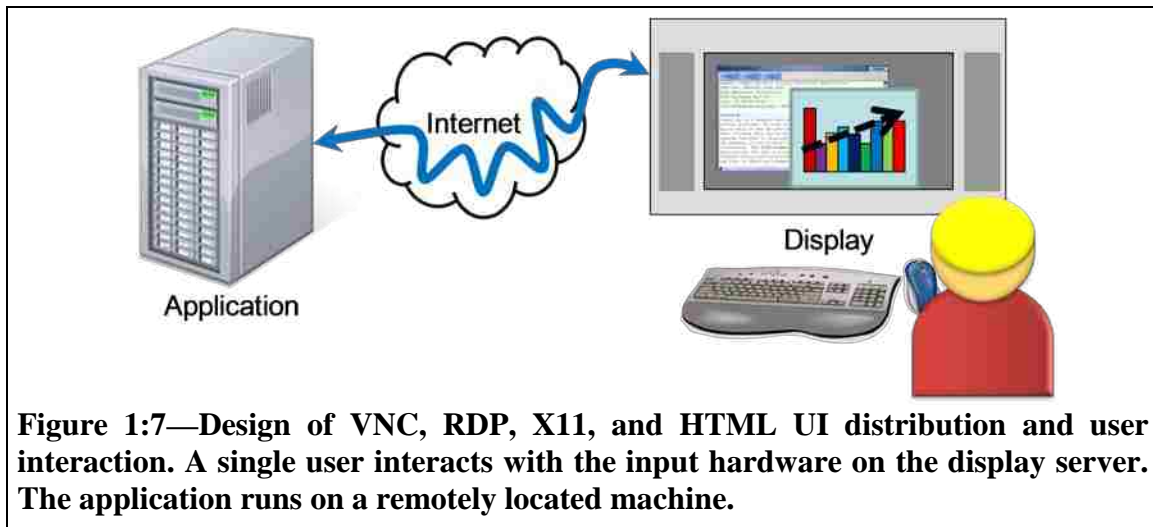 Internet
Application
Display
Figure 1:7—Design of VNC, RDP, X11, and HTML UI distribution and user
interaction. A single user interacts with the input hardware on the display server.
The application runs on a remotely located machine.